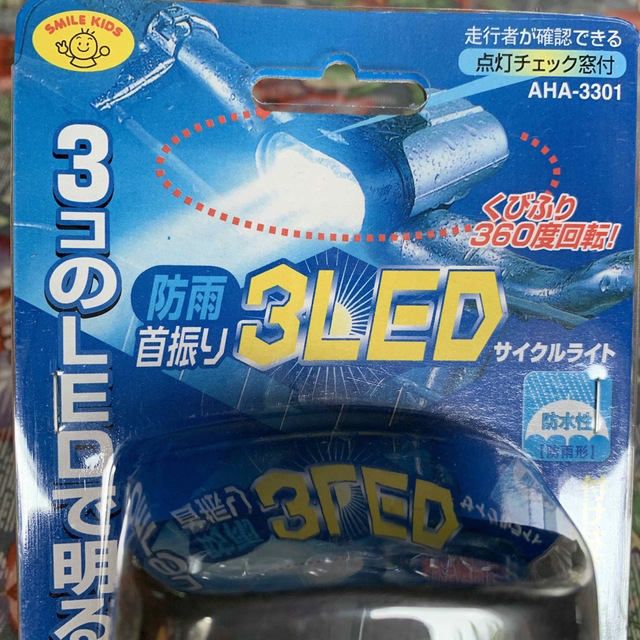 SMILE KIDS
走行者が確認できる
点灯チェック窓付
AHA-3301
くびふり
360度回転!
3コのLEDで明る
防雨
首振り
3LED
サイクルライト
防水性
【防雨形】